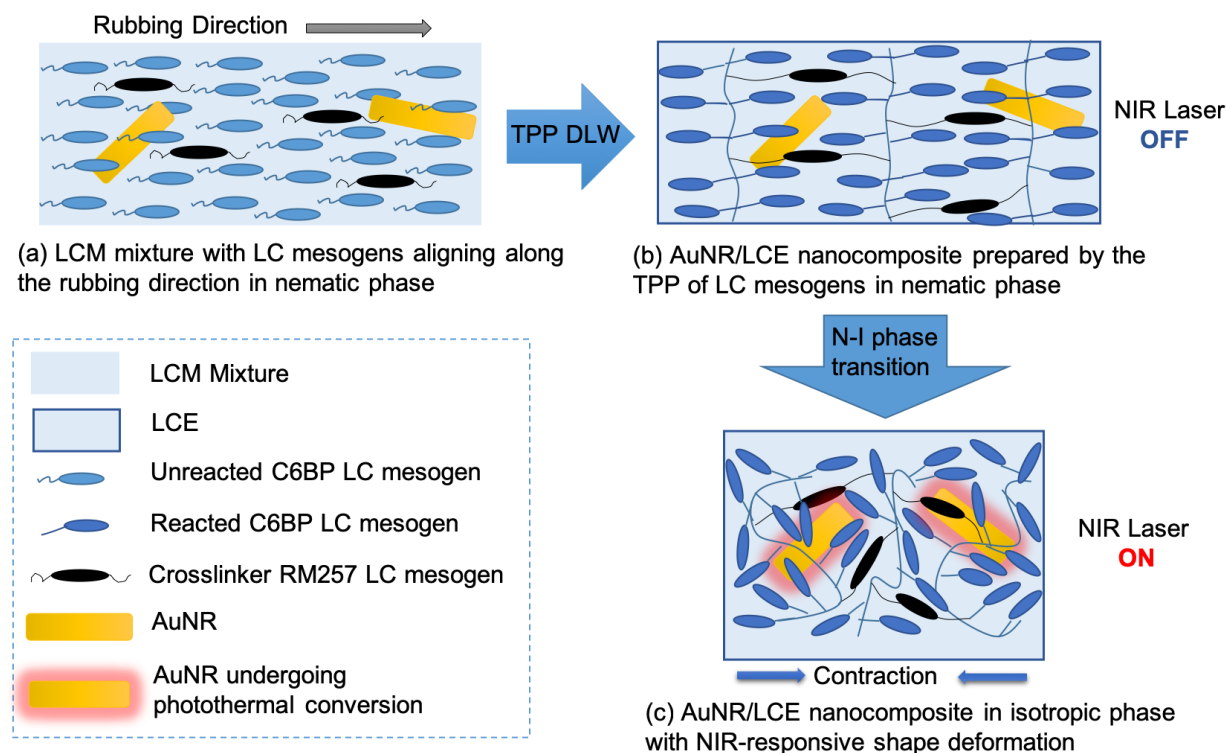 Rubbing Direction
TPP DLW
NIR Laser
OFF
(a) LCM mixture with LC mesogens aligning along
the rubbing direction in nematic phase
(b) AuNR/LCE nanocomposite prepared by the
TPP of LC mesogens in nematic phase
N-I phase
transition
LCM Mixture
LCE
Unreacted C6BP LC mesogen
Reacted C6BP LC mesogen
Crosslinker RM257 LC mesogen
AuNR
AuNR undergoing
photothermal conversion
NIR Laser
ON
Contraction
(c) AuNR/LCE nanocomposite in isotropic phase
with NIR-responsive shape deformation